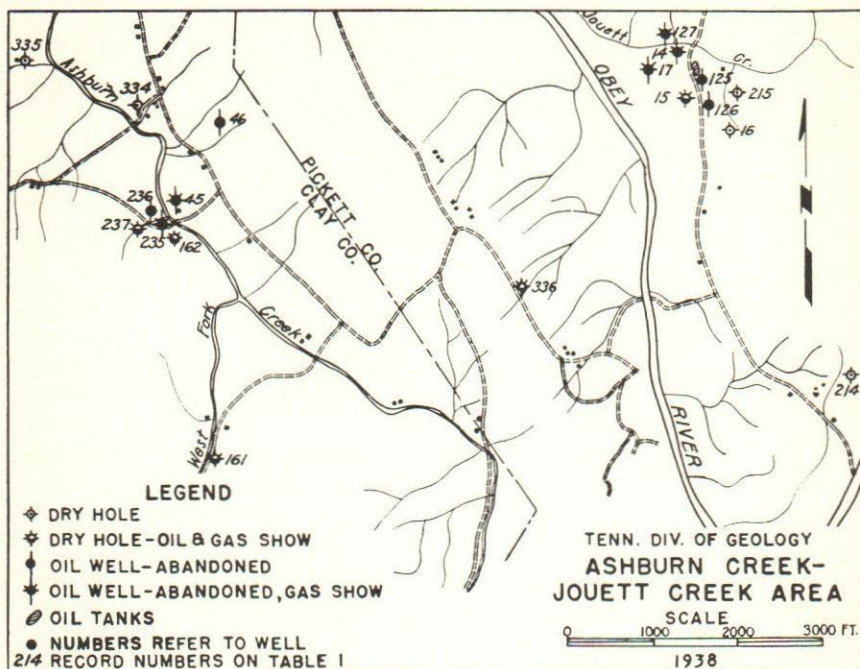 335
Ashburn
334
46
236
45
237
235
162
PICKETT CO.
CLAY CO.
Fork
Creek
West
161
Jouett
127
14
17
Cr.
125
15
215
126
16
OBEY
336
RIVER
214
LEGEND
DRY HOLE
DRY HOLE-OIL & GAS SHOW
OIL WELL-ABANDONED
OIL WELL-ABANDONED, GAS SHOW
OIL TANKS
NUMBERS REFER TO WELL
214 RECORD NUMBERS ON TABLE I
TENN. DIV. OF GEOLOGY
ASHBURN CREEK-
JOUETT CREEK AREA
SCALE
0 1000 2000 3000 FT.
1938